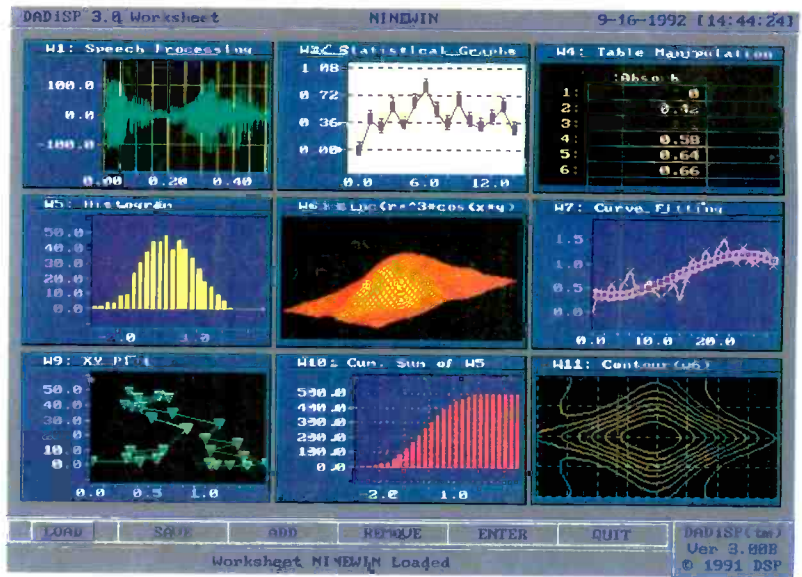 DADiSP 3.0 Worksheet NINEWIN 9-16-1992 [14:44:24]
W1: Speech Processing
100.0
0.0
-100.0
0.00 0.20 0.40
W2: Statistical Graphs
1.08
0.72
0.36
0.00
0.0 6.0 12.0
W4: Table Manipulation
1: 0
2: 0.42
3:
4: 0.58
5: 0.64
6: 0.66
W5: Histogram
50.0
40.0
30.0
20.0
10.0
0.0
W7: Curve Fitting
1.5
1.0
0.5
0.0
0.0 10.0 20.0
W9: XY
50.0
40.0
30.0
0
10.0
0.0
0.0 0.5 1.0
W10: Cum. Sum of W5
500.0
400.0
300.0
200.0
100.0
0.0
-2.0 1.0
W11: Contour(W6)
LOAD SAVE ADD REMOVE ENTER QUIT
Worksheet NINEWIN Loaded
DADiSP(tm)
Ver 3.00B
© 1991 DSP